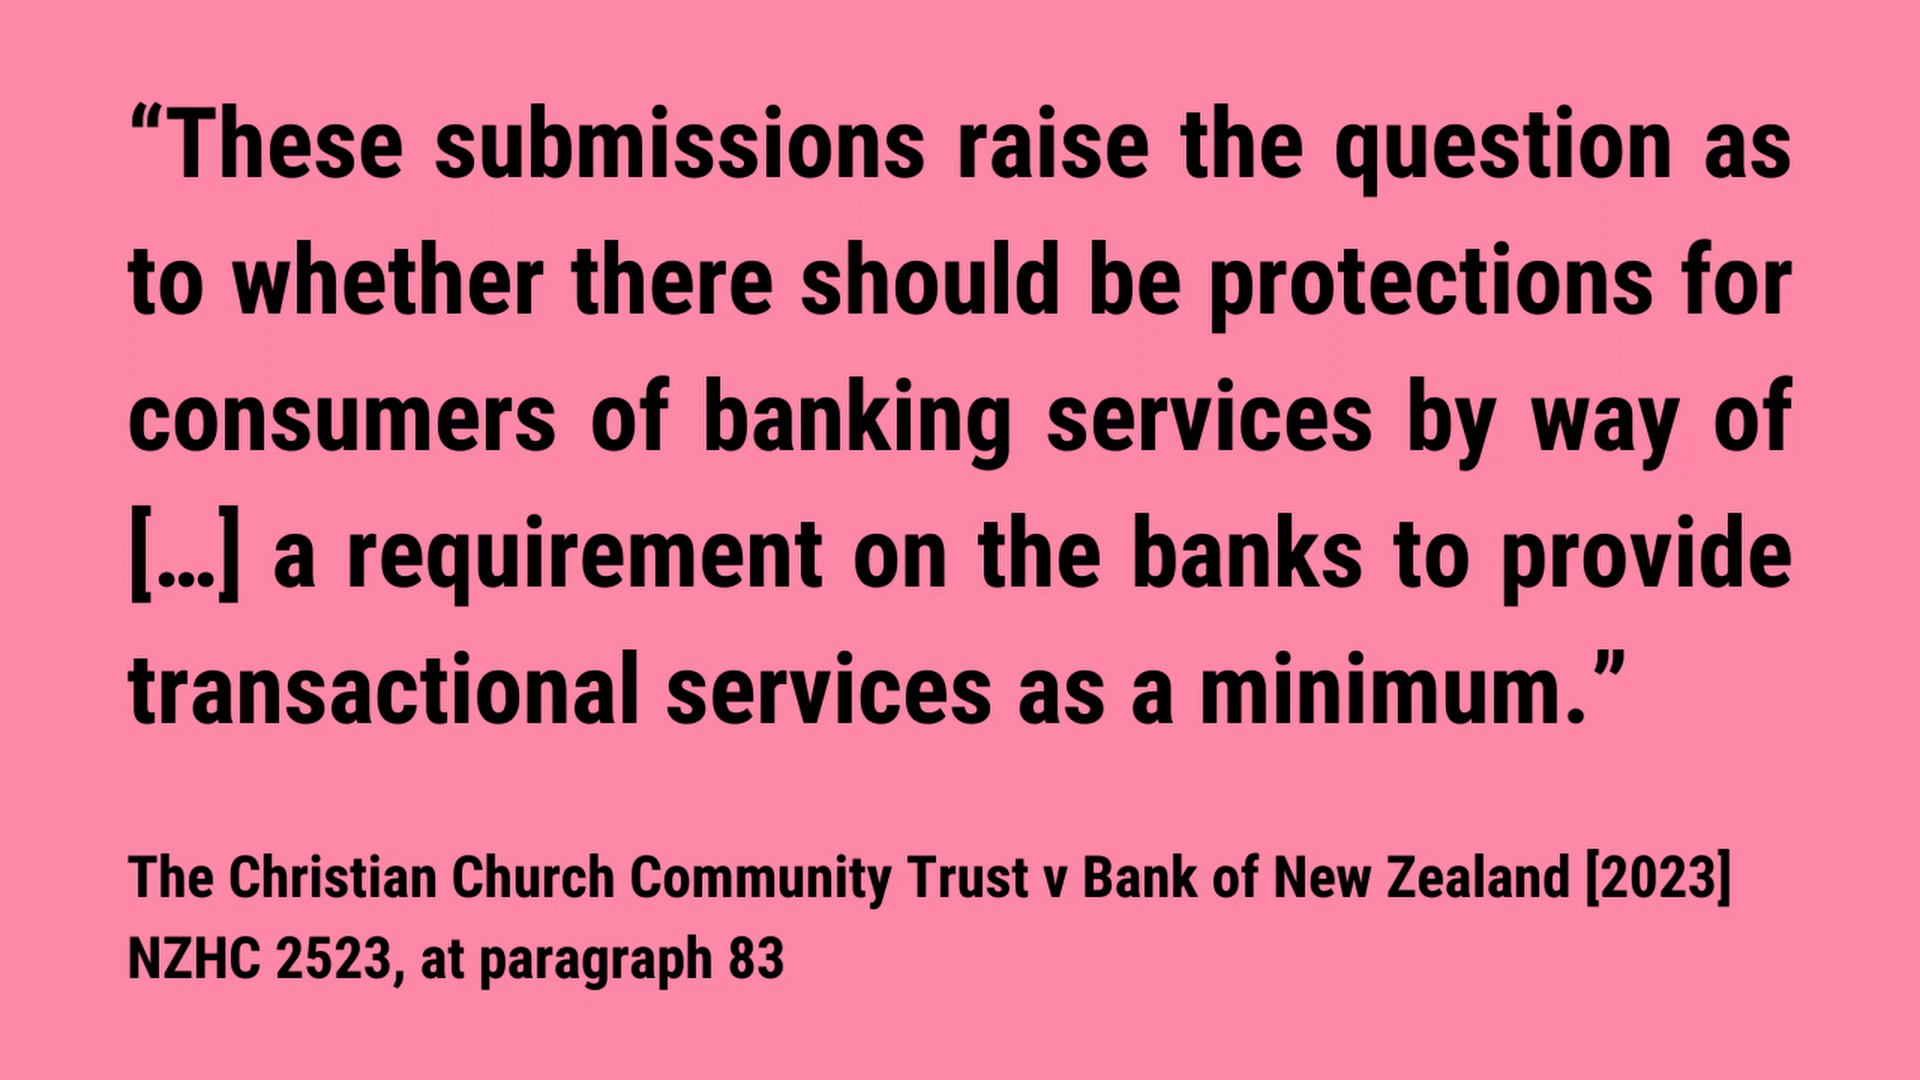 “These submissions raise the question as
to whether there should be protections for
consumers of banking services by way of
[…] a requirement on the banks to provide
transactional services as a minimum.”
The Christian Church Community Trust v Bank of New Zealand [2023]
NZHC 2523, at paragraph 83